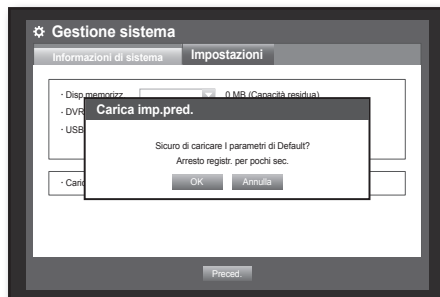 Gestione sistema
Informazioni di sistema
Impostazioni
· Disp.memorizz.
0 MB (Capacità residua)
· DVR
· USB
· Caric
Carica imp.pred.
Sicuro di caricare I parametri di Default?
Arresto registr. per pochi sec.
OK
Annulla
Preced.